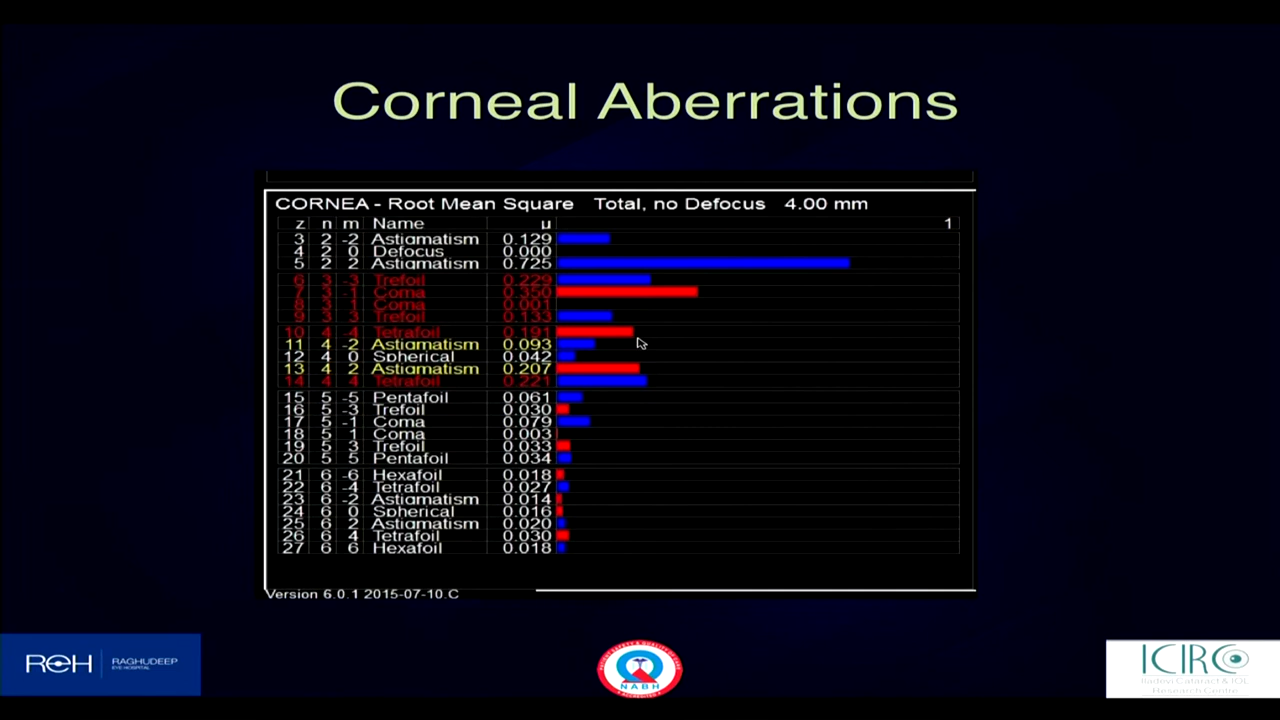 Corneal Aberrations
CORNEA - Root Mean Square Total, no Defocus 4.00 mm
z n m Name µ 1
3 2 -2 Astigmatism 0.129
4 2 0 Defocus 0.000
5 2 2 Astigmatism 0.725
6 3 -3 Trefoil 0.229
7 3 -1 Coma 0.350
8 3 1 Coma 0.001
9 3 3 Trefoil 0.133
10 4 -4 Tetrafoil 0.191
11 4 -2 Astigmatism 0.093
12 4 0 Spherical 0.042
13 4 2 Astigmatism 0.207
14 4 4 Tetrafoil 0.221
15 5 -5 Pentafoil 0.061
16 5 -3 Trefoil 0.030
17 5 -1 Coma 0.079
18 5 1 Coma 0.003
19 5 3 Trefoil 0.033
20 5 5 Pentafoil 0.034
21 6 -6 Hexafoil 0.018
22 6 -4 Tetrafoil 0.027
23 6 -2 Astigmatism 0.014
24 6 0 Spherical 0.016
25 6 2 Astigmatism 0.020
26 6 4 Tetrafoil 0.030
27 6 6 Hexafoil 0.018
Version 6.0.1 2015-07-10.C
REH RAGHUDEEP
EYE HOSPITAL
NABH
ICIRC
Iladevi Cataract & IOL
Research Centre